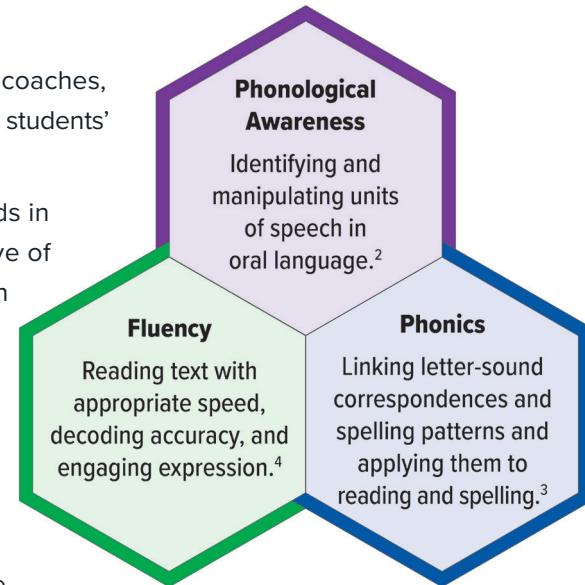 coaches,
students’
ds in
ve of
n
Phonological
Awareness
Identifying and
manipulating units
of speech in
oral language.2
Fluency
Reading text with
appropriate speed,
decoding accuracy, and
engaging expression.4
Phonics
Linking letter-sound
correspondences and
spelling patterns and
applying them to
reading and spelling.3